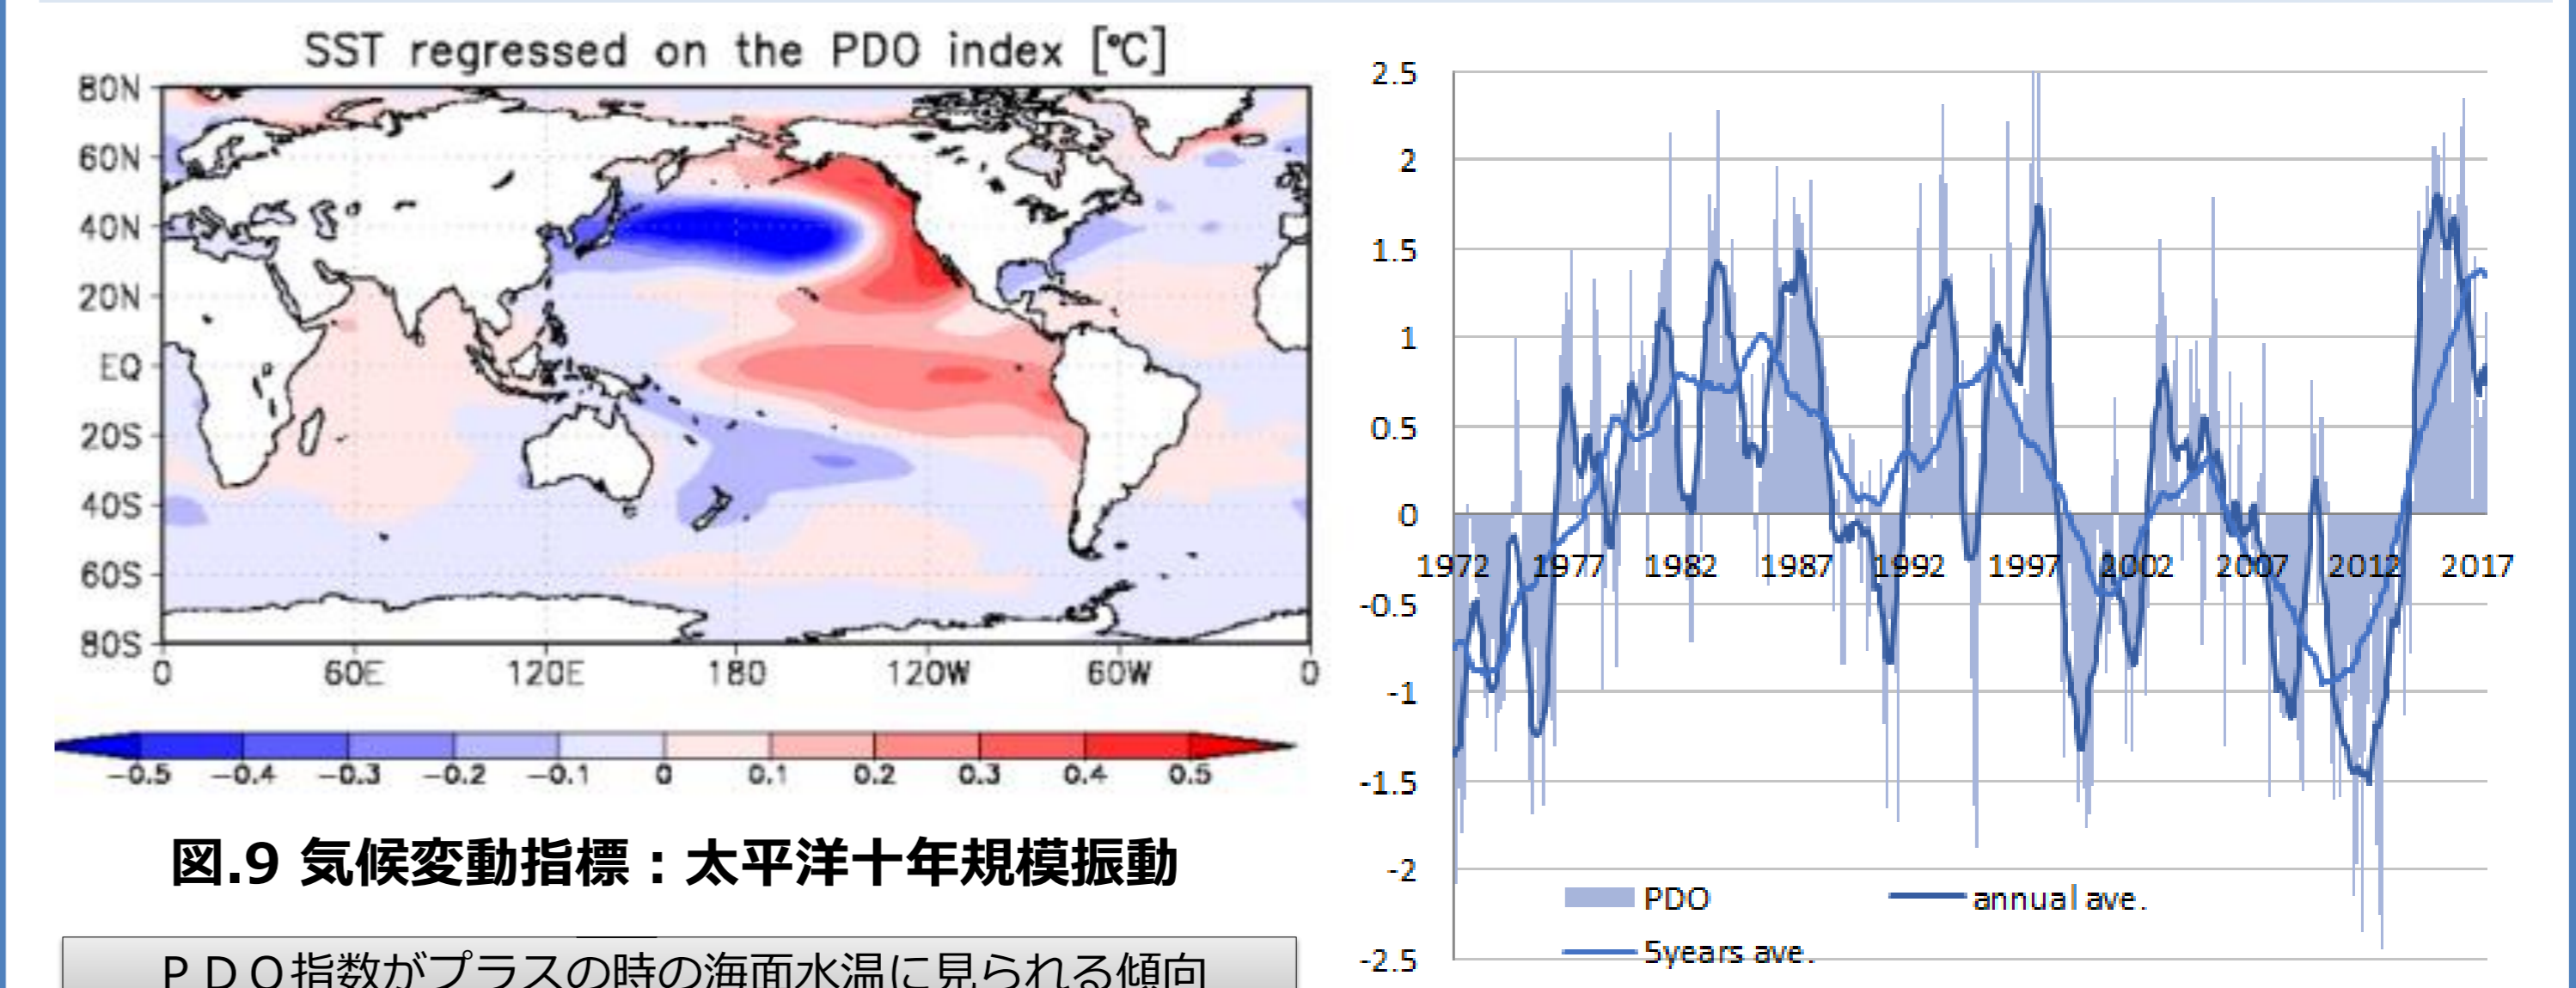 SST regressed on the PDO index [℃]
80N
60N
40N
20N
EQ
20S
40S
60S
80S
0 60E 120E 180 120W 60W 0
−0.5 −0.4 −0.3 −0.2 −0.1 0 0.1 0.2 0.3 0.4 0.5
図.9 気候変動指標：太平洋十年規模振動
ＰＤＯ指数がプラスの時の海面水温に見られる傾向
2.5
2
1.5
1
0.5
0
1972 1977 1982 1987 1992 1997 2002 2007 2012 2017
-0.5
-1
-1.5
-2
PDO annual ave.
5years ave.
-2.5